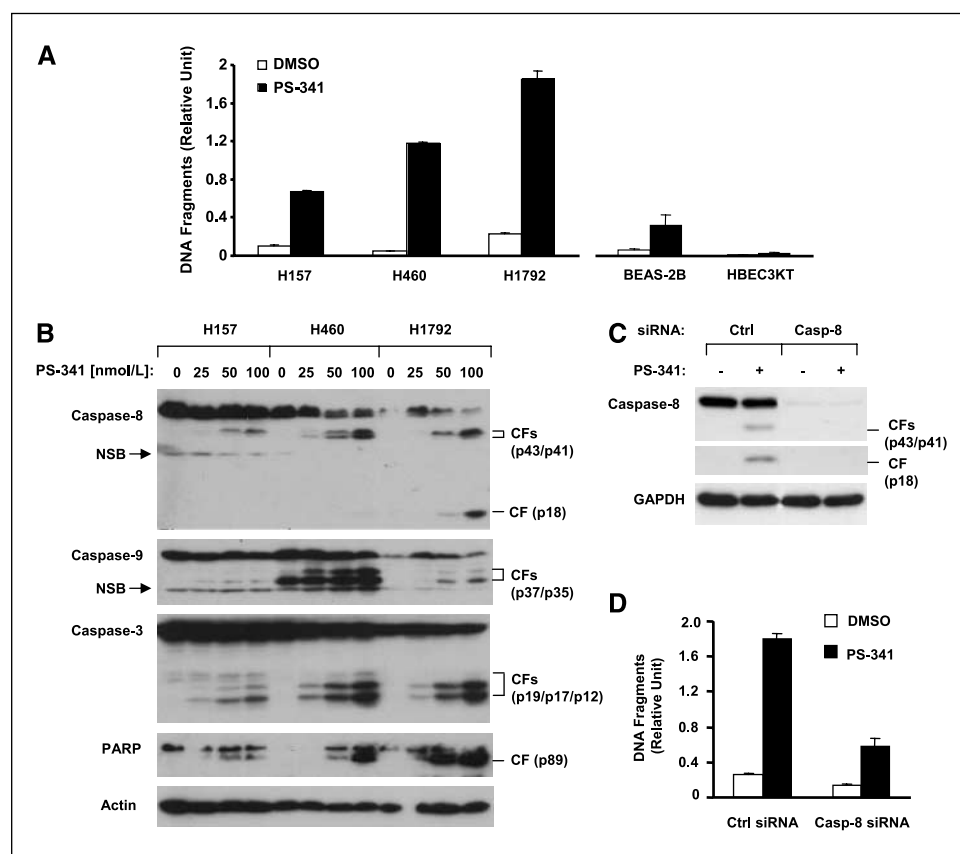 A
DNA Fragments (Relative Unit)
2
1.6
1.2
0.8
0.4
0
DMSO
PS-341
H157 H460 H1792 BEAS-2B HBEC3KT
B
H157 H460 H1792
PS-341 [nmol/L]: 0 25 50 100 0 25 50 100 0 25 50 100
Caspase-8
CFs
(p43/p41)
NSB
CF (p18)
Caspase-9
CFs
(p37/p35)
NSB
Caspase-3
CFs
(p19/p17/p12)
PARP
CF (p89)
Actin
C
siRNA: Ctrl Casp-8
PS-341: - + - +
Caspase-8
CFs
(p43/p41)
CF
(p18)
GAPDH
D
DNA Fragments
(Relative Unit)
2.0
1.6
1.2
0.8
0.4
0
DMSO
PS-341
Ctrl siRNA Casp-8 siRNA